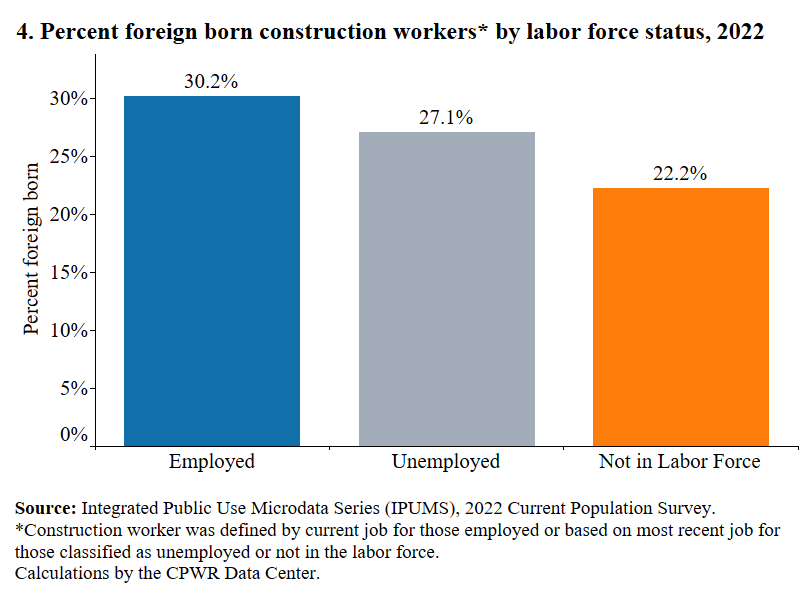 4. Percent foreign born construction workers* by labor force status, 2022
Percent foreign born
30%
25%
20%
15%
10%
5%
0%
30.2%
27.1%
22.2%
Employed
Unemployed
Not in Labor Force
Source: Integrated Public Use Microdata Series (IPUMS), 2022 Current Population Survey.
*Construction worker was defined by current job for those employed or based on most recent job for
those classified as unemployed or not in the labor force.
Calculations by the CPWR Data Center.